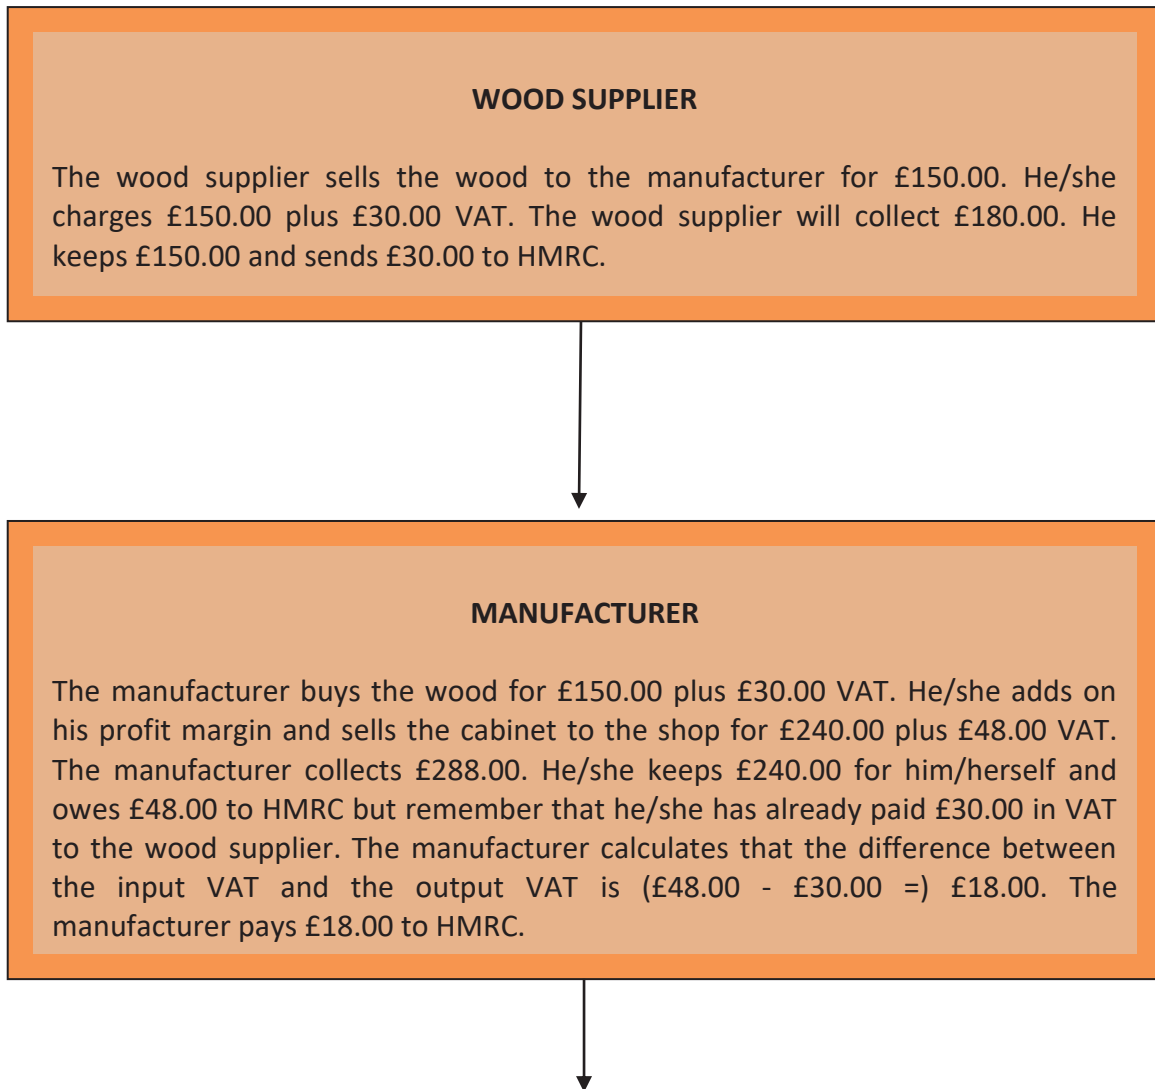 WOOD SUPPLIER
The wood supplier sells the wood to the manufacturer for £150.00. He/she
charges £150.00 plus £30.00 VAT. The wood supplier will collect £180.00. He
keeps £150.00 and sends £30.00 to HMRC.
MANUFACTURER
The manufacturer buys the wood for £150.00 plus £30.00 VAT. He/she adds on
his profit margin and sells the cabinet to the shop for £240.00 plus £48.00 VAT.
The manufacturer collects £288.00. He/she keeps £240.00 for him/herself and
owes £48.00 to HMRC but remember that he/she has already paid £30.00 in VAT
to the wood supplier. The manufacturer calculates that the difference between
the input VAT and the output VAT is (£48.00 - £30.00 =) £18.00. The
manufacturer pays £18.00 to HMRC.